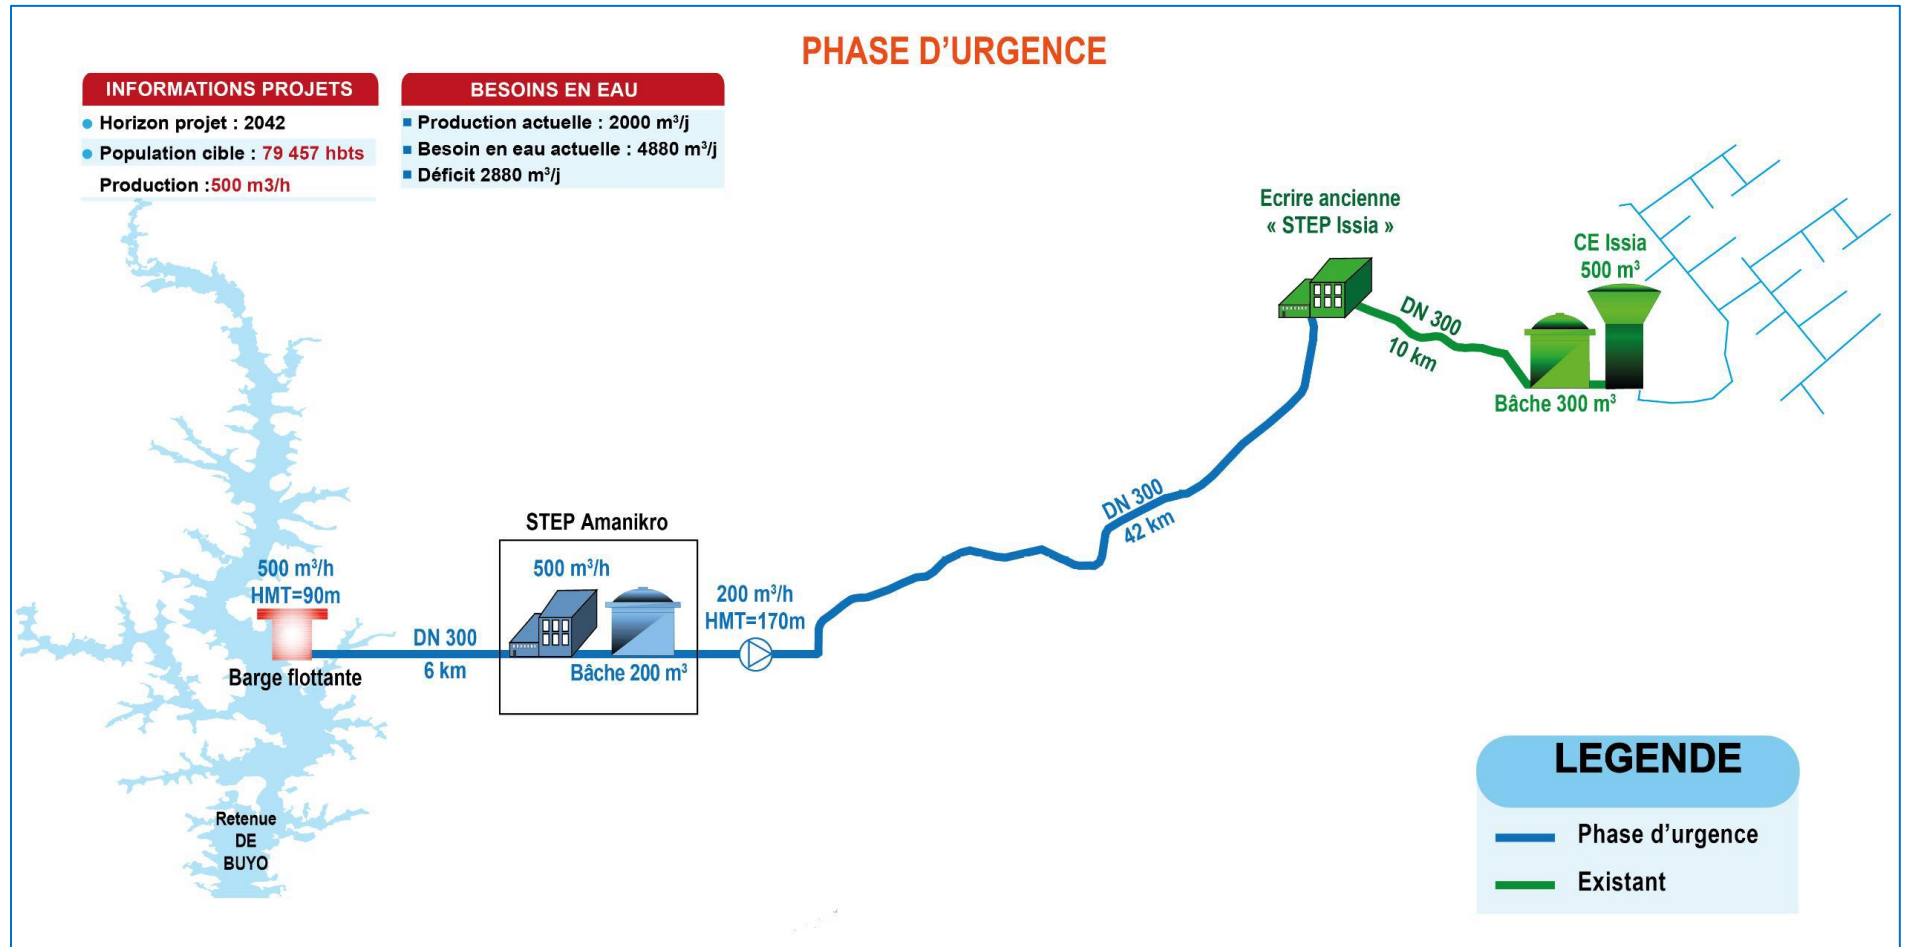 PHASE D'URGENCE
INFORMATIONS PROJETS
Horizon projet : 2042
Population cible : 79 457 hbts
Production :500 m3/h
BESOINS EN EAU
Production actuelle : 2000 m³/j
Besoin en eau actuelle : 4880 m³/j
Déficit 2880 m³/j
Ecrire ancienne
« STEP Issia »
CE Issia
500 m³
DN 300
10 km
Bâche 300 m³
DN 300
42 km
STEP Amanikro
500 m³/h
HMT=90m
500 m³/h
200 m³/h
HMT=170m
DN 300
6 km
Bâche 200 m³
Barge flottante
Retenue
DE
BUYO
LEGENDE
Phase d'urgence
Existant